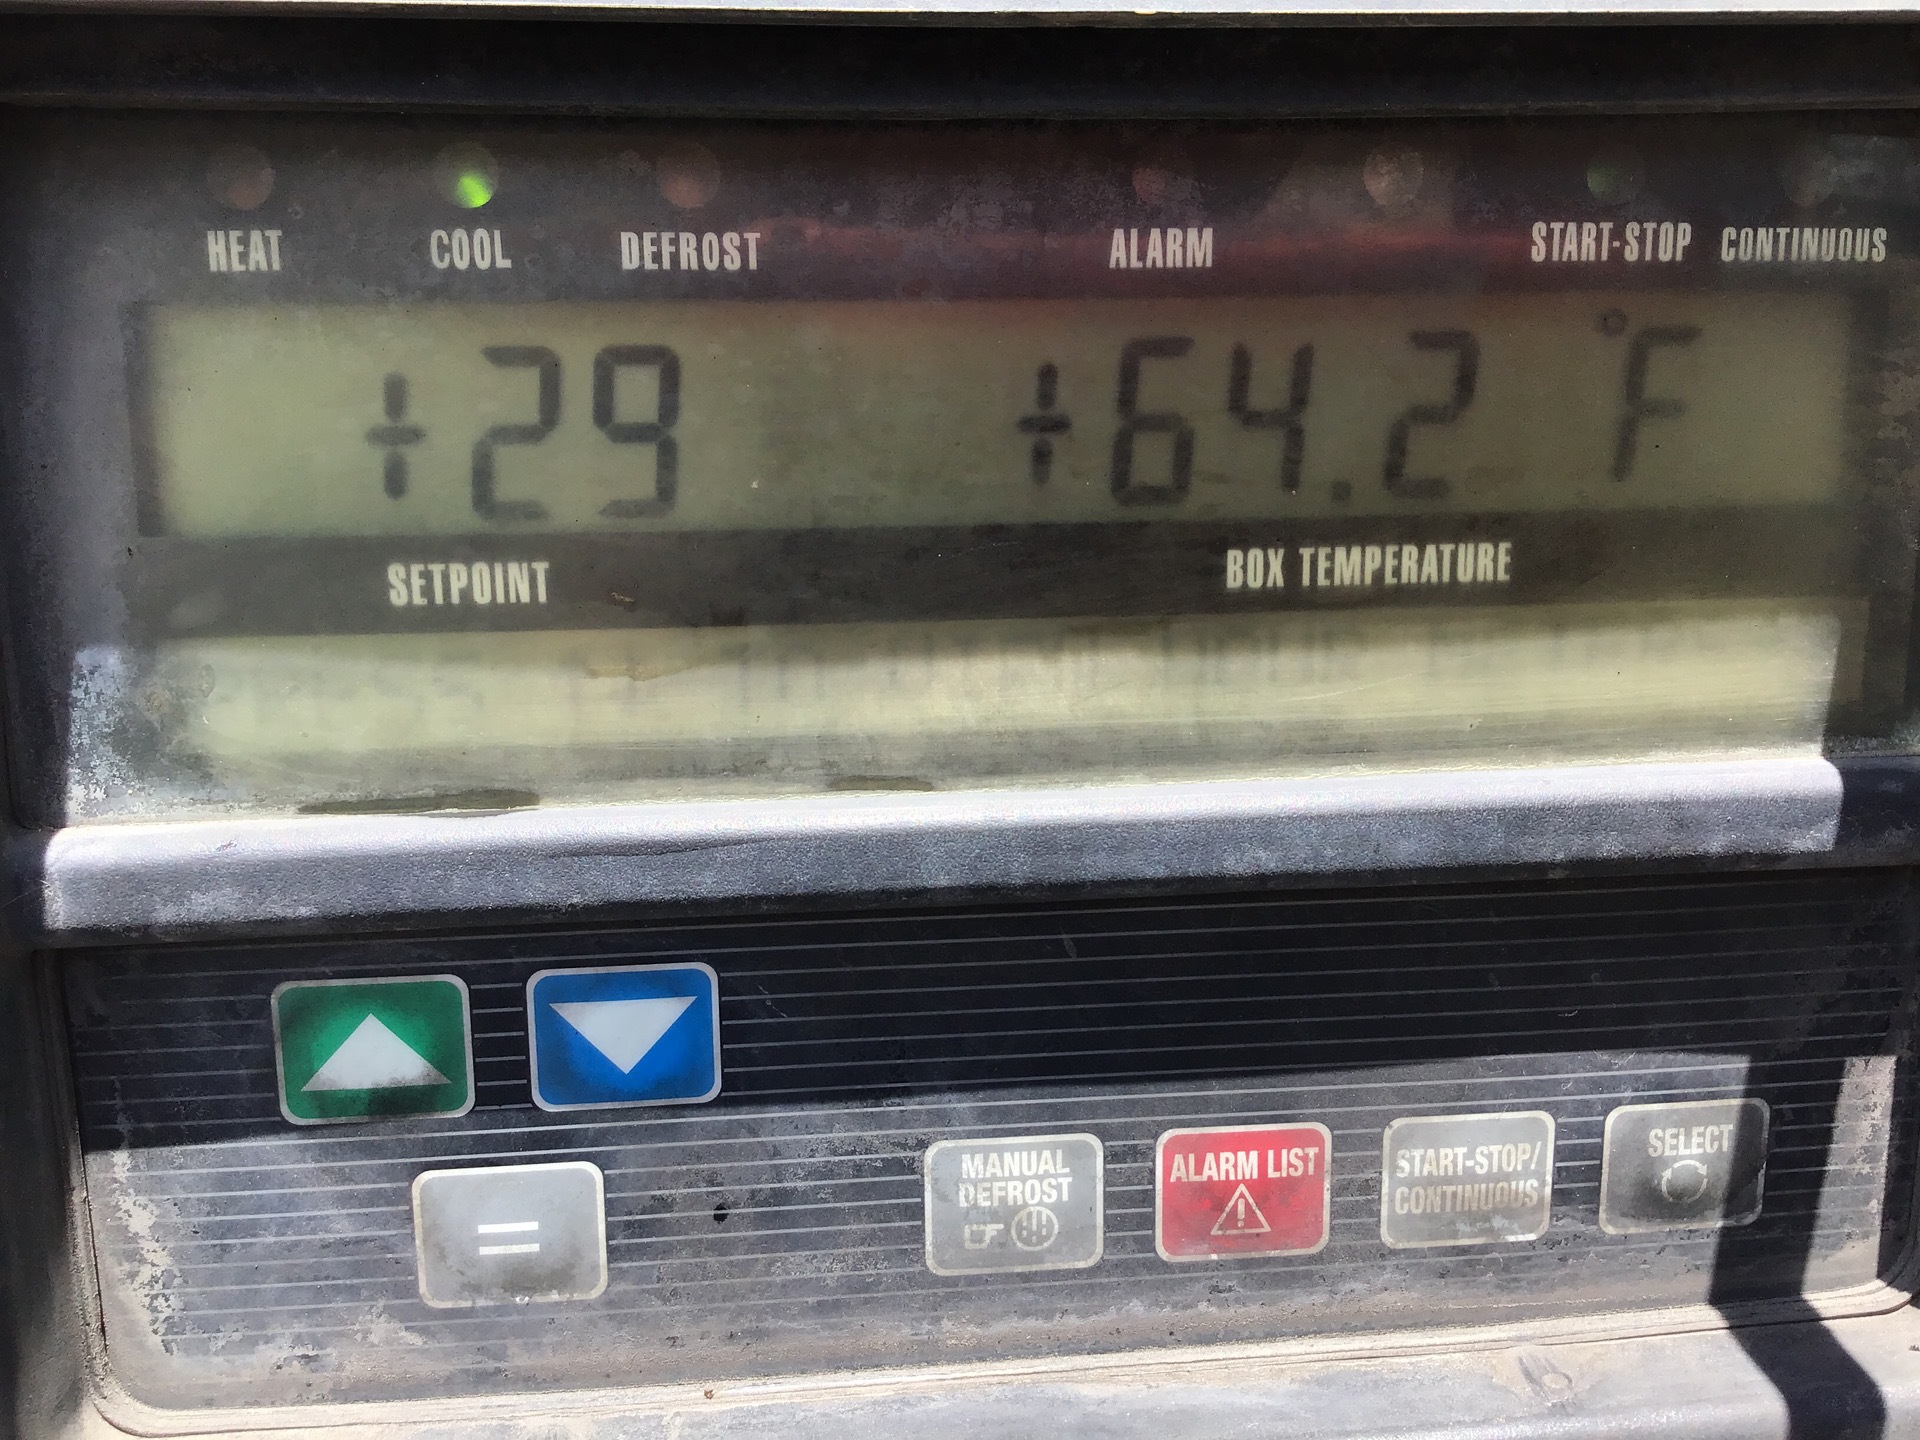 HEAT COOL DEFROST ALARM START-STOP CONTINUOUS
+29 +64.2 °F
SETPOINT BOX TEMPERATURE
MANUAL
DEFROST
ALARM LIST
!
START-STOP/
CONTINUOUS
SELECT
=